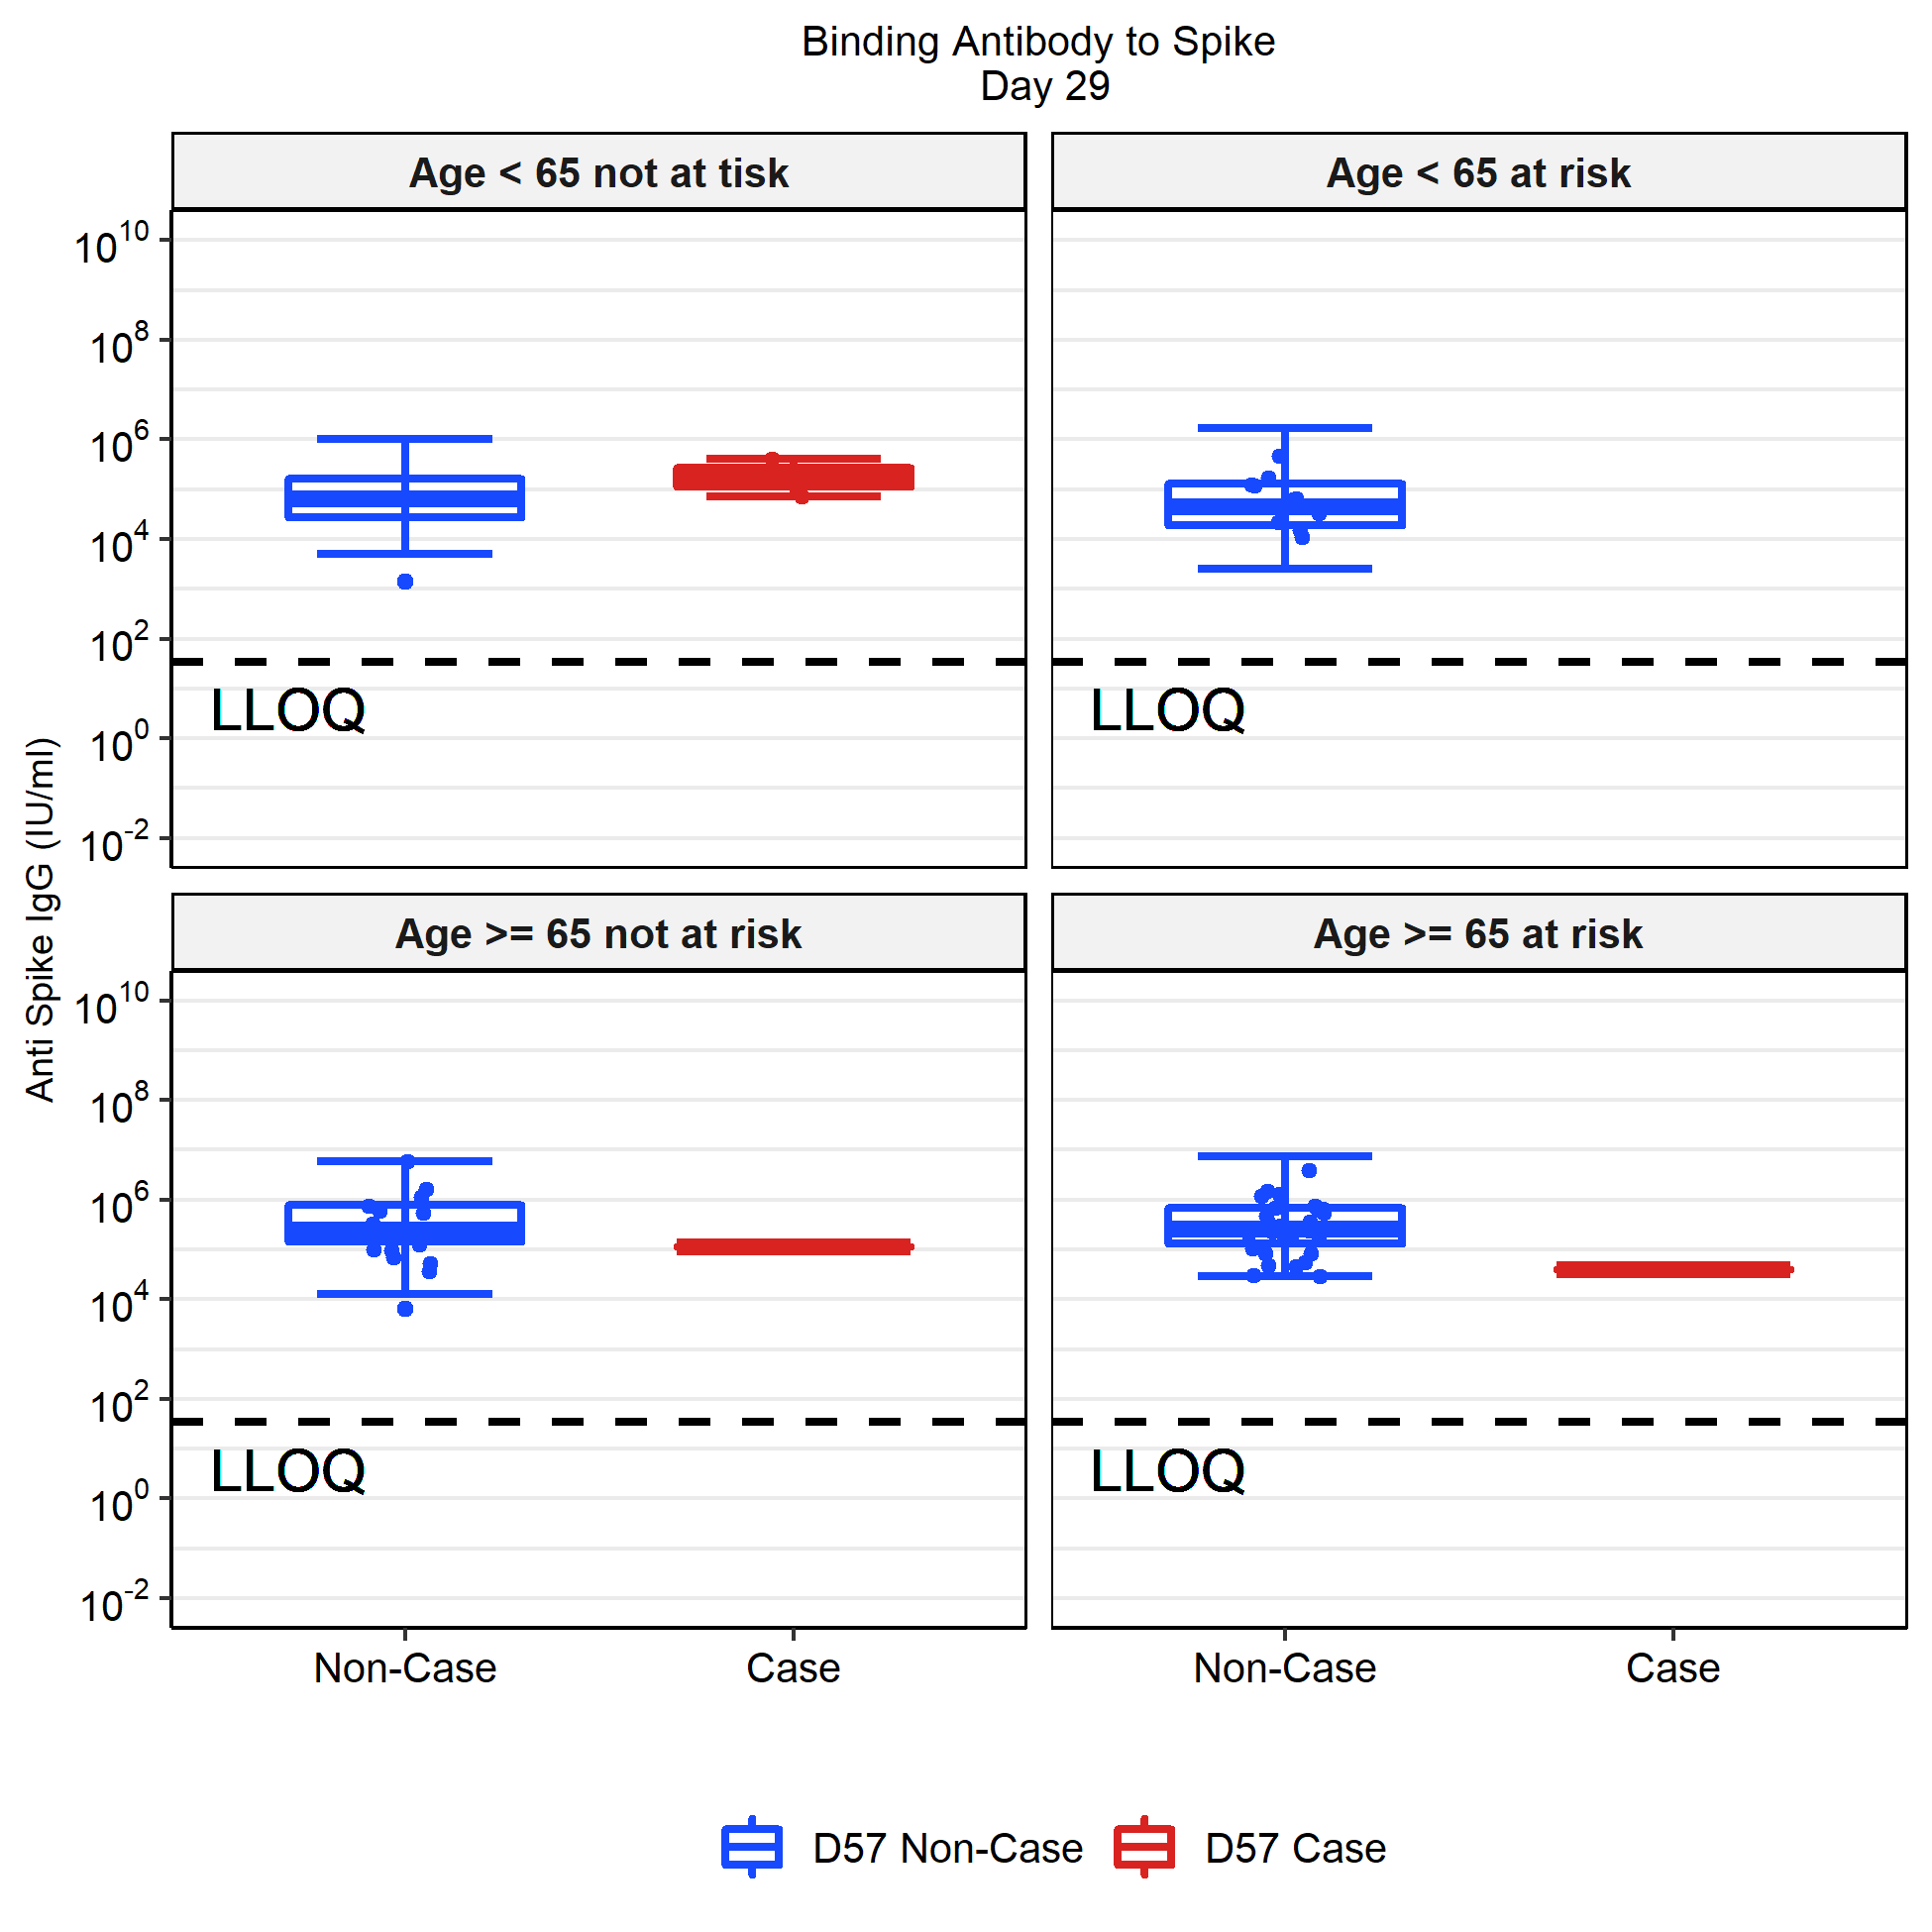 Binding Antibody to Spike
Day 29
Age < 65 not at tisk
Age < 65 at risk
10^10
10^8
10^6
10^4
10^2
10^0
10^-2
LLOQ
LLOQ
Anti Spike IgG (IU/ml)
Age >= 65 not at risk
Age >= 65 at risk
10^10
10^8
10^6
10^4
10^2
10^0
10^-2
LLOQ
LLOQ
Non-Case
Case
Non-Case
Case
D57 Non-Case
D57 Case